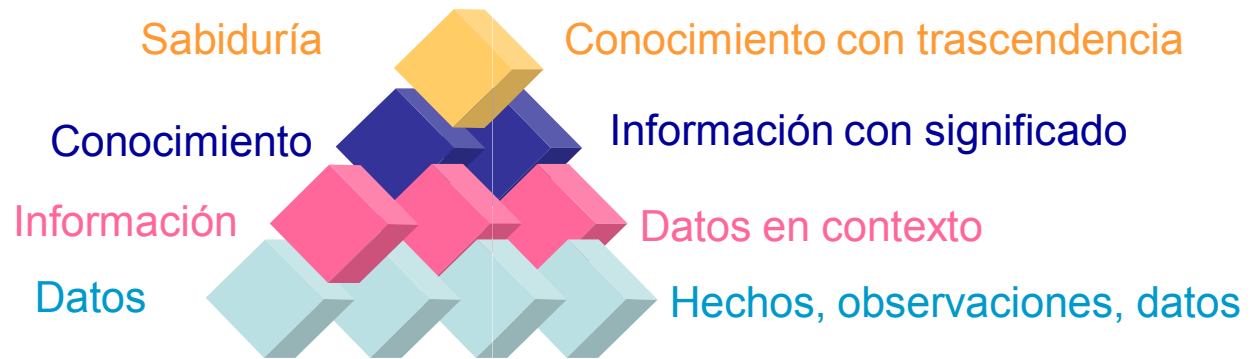 Sabiduría
Conocimiento con trascendencia
Conocimiento
Información con significado
Información
Datos en contexto
Datos
Hechos, observaciones, datos